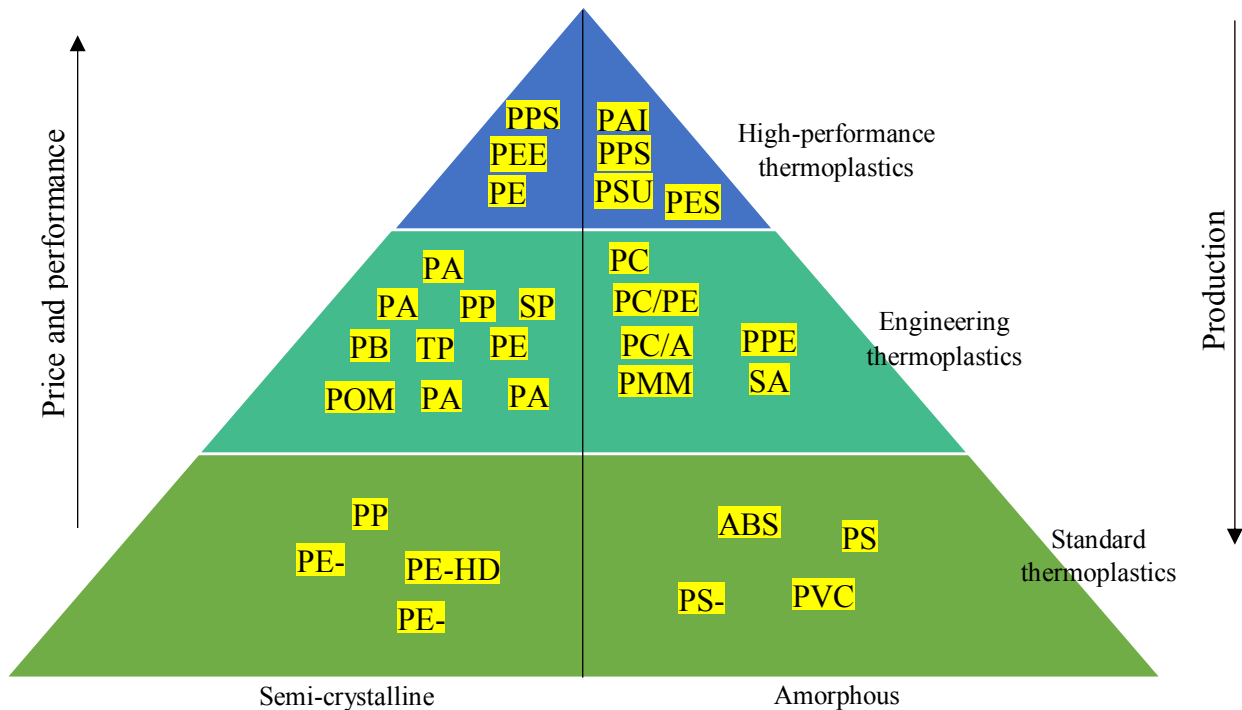 Price and performance
Production
PPS
PEE
PE
PAI
PPS
PSU
PES
High-performance
thermoplastics
PA
PA
PP
SP
PB
TP
PE
POM
PA
PA
PC
PC/PE
PC/A
PPE
PMM
SA
Engineering
thermoplastics
PP
PE-
PE-HD
PE-
ABS
PS
PS-
PVC
Standard
thermoplastics
Semi-crystalline
Amorphous